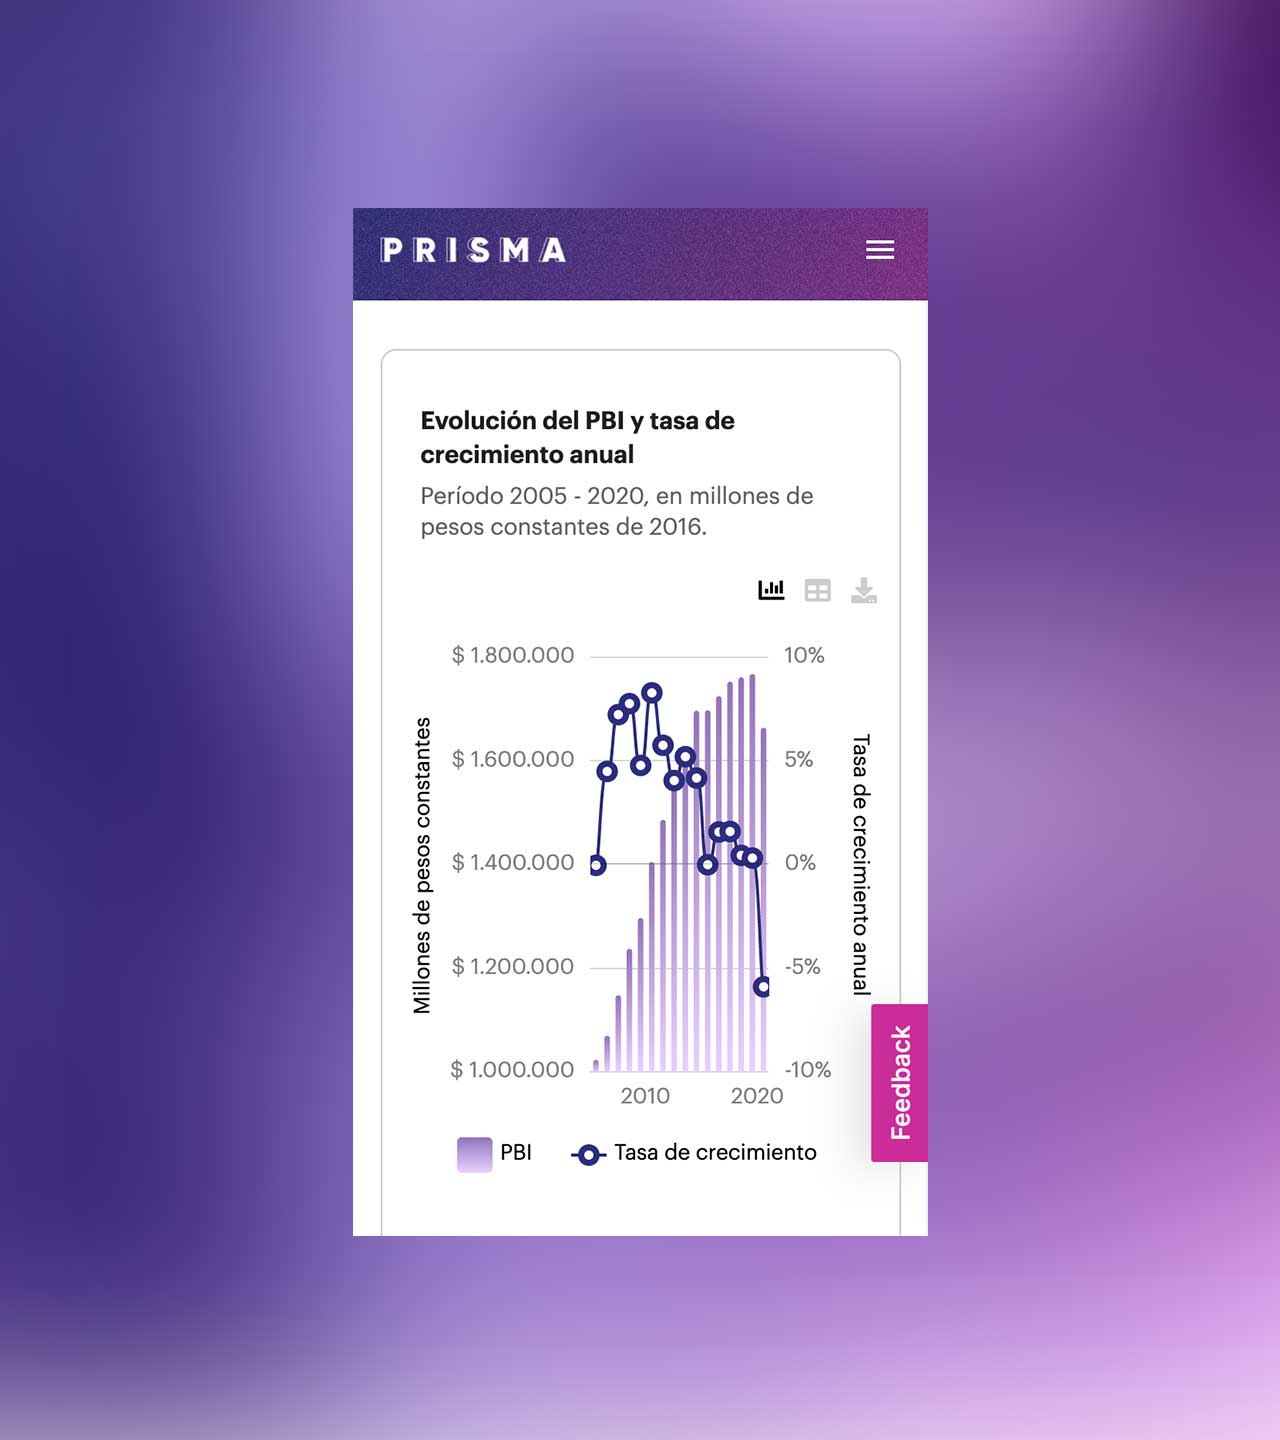 PRISMA
Evolución del PBI y tasa de
crecimiento anual
Período 2005 - 2020, en millones de
pesos constantes de 2016.
Millones de pesos constantes
$ 1.800.000
$ 1.600.000
$ 1.400.000
$ 1.200.000
$ 1.000.000
10%
5%
0%
-5%
-10%
Tasa de crecimiento anual
2010 2020
PBI Tasa de crecimiento
Feedback